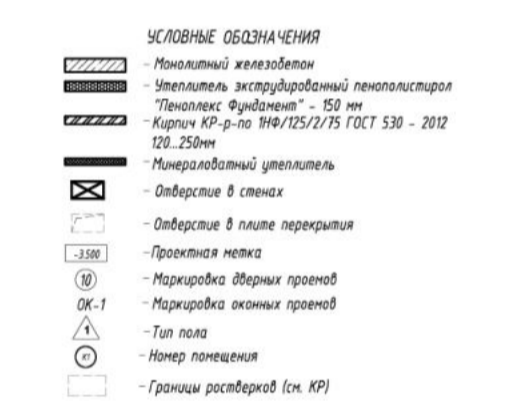 УСЛОВНЫЕ ОБОЗНАЧЕНИЯ
- Монолитный железобетон
- Утеплитель экструдированный пенополистирол
"Пеноплекс Фундамент" - 150 мм
- Кирпич КР-р-по 1НФ/125/2/75 ГОСТ 530 - 2012
120...250мм
- Минераловатный утеплитель
- Отверстие в стенах
- Отверстие в плите перекрытия
-3.500 - Проектная метка
10 - Маркировка дверных проемов
ОК-1 - Маркировка оконных проемов
1 - Тип пола
КТ - Номер помещения
- Границы ростверков (см. КР)